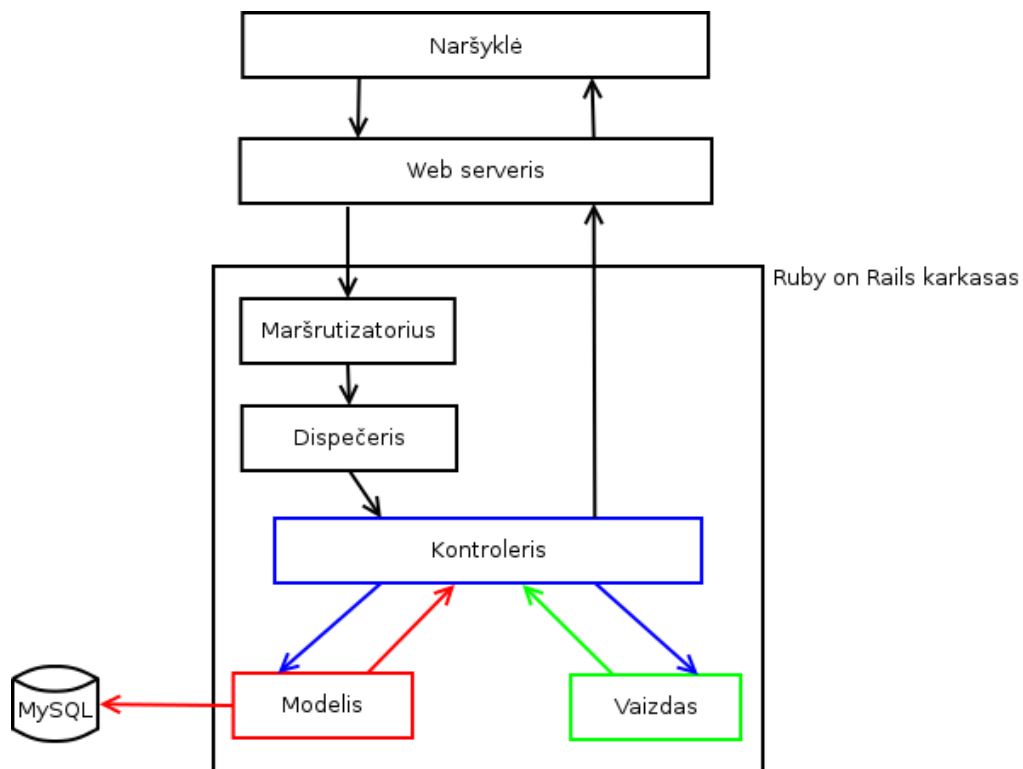 Naršyklė
Web serveris
Ruby on Rails karkasas
Maršrutizatorius
Dispečeris
Kontroleris
Modelis
Vaizdas
MySQL